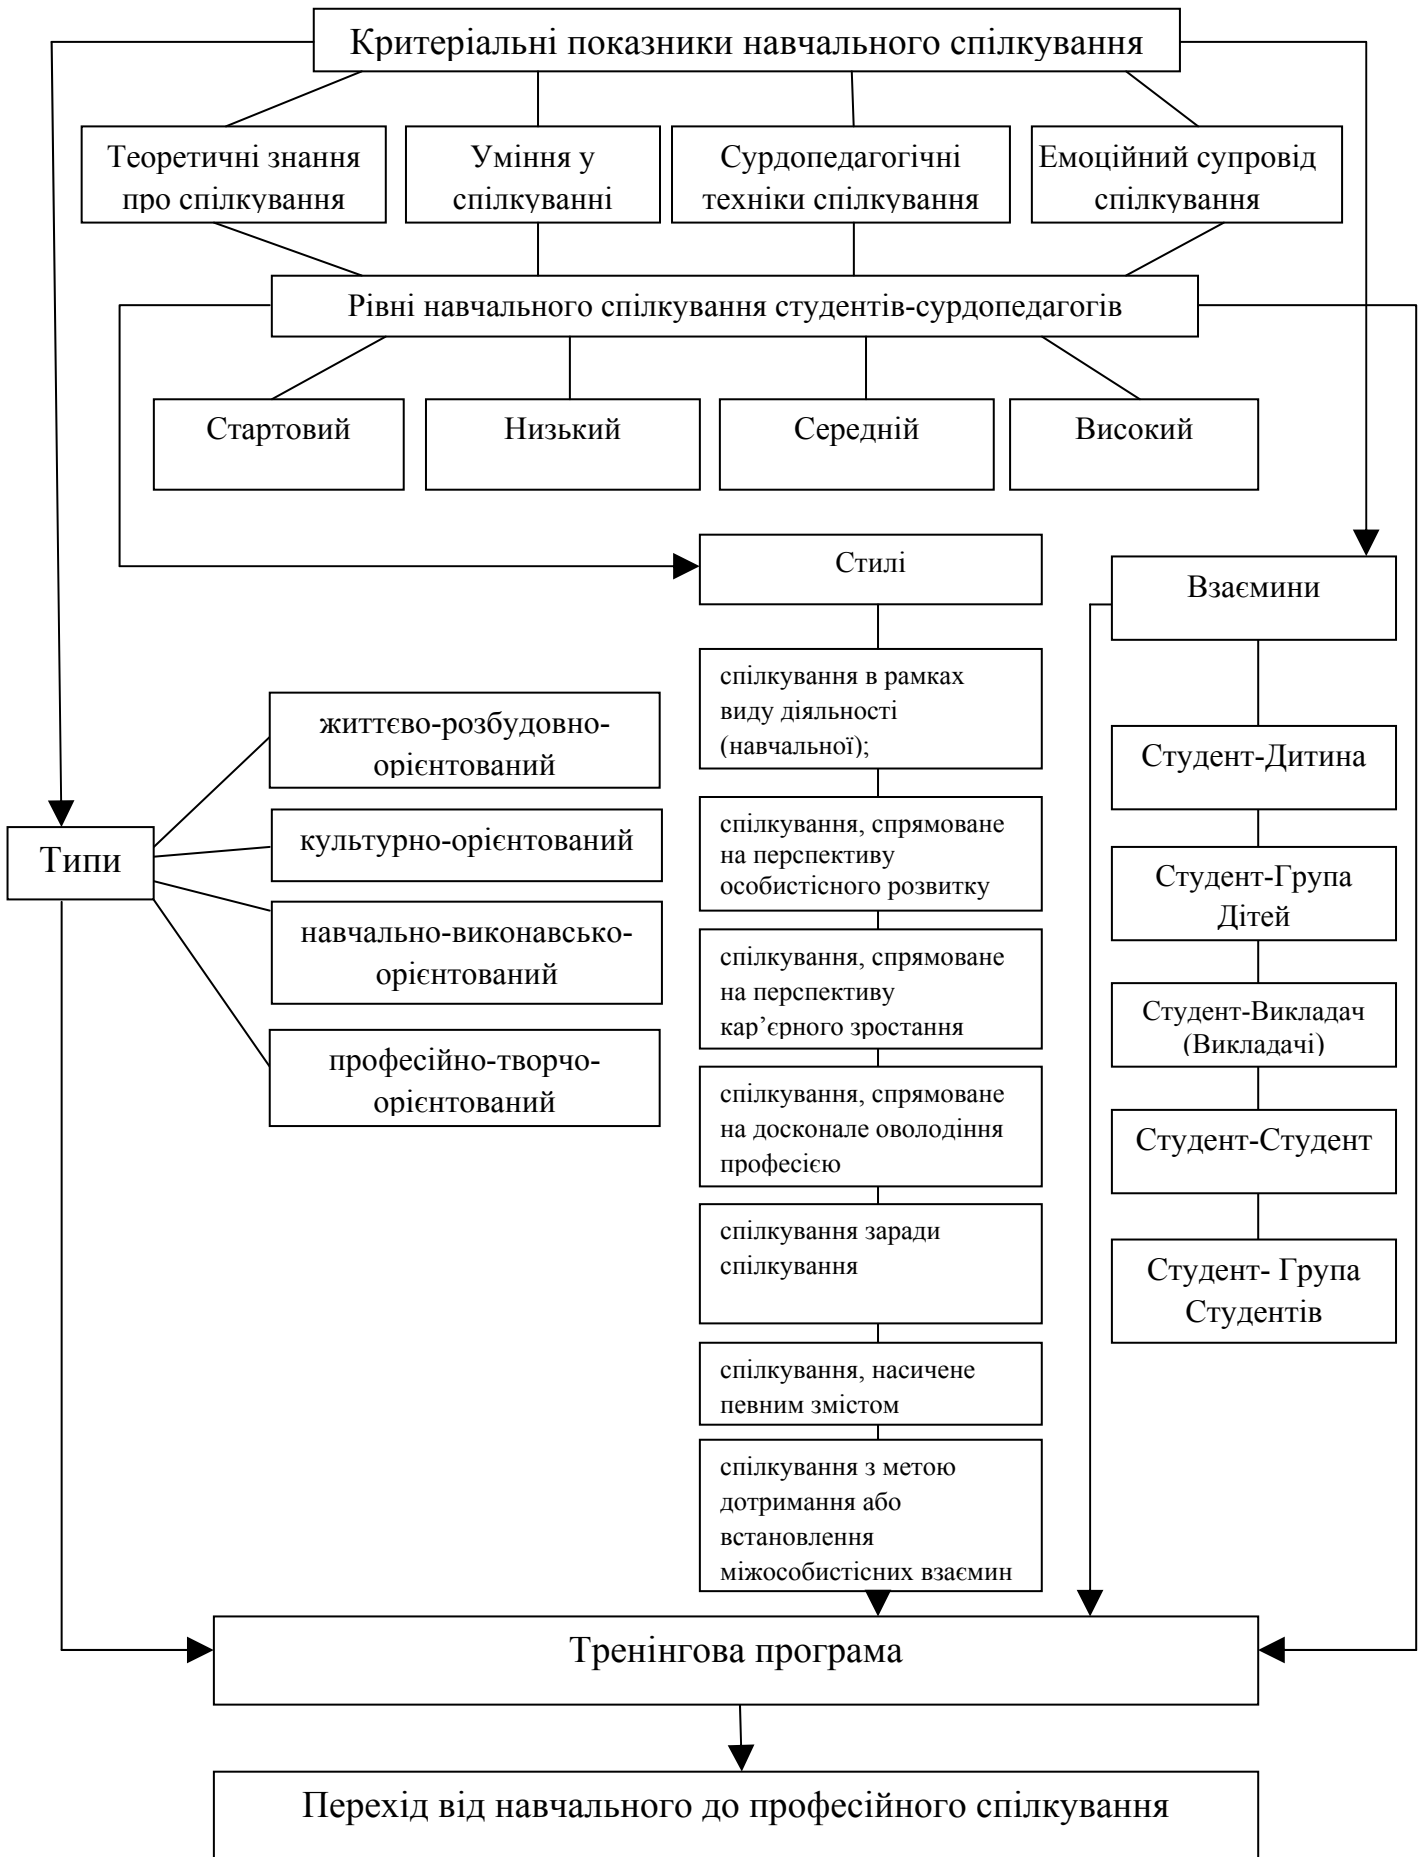 Критеріальні показники навчального спілкування
Теоретичні знання
про спілкування
Уміння у
спілкуванні
Сурдопедагогічні
техніки спілкування
Емоційний супровід
спілкування
Рівні навчального спілкування студентів-сурдопедагогів
Стартовий
Низький
Середній
Високий
Стилі
Взаємини
спілкування в рамках
виду діяльності
(навчальної);
життєво-розбудовно-
орієнтований
Студент-Дитина
культурно-орієнтований
спілкування, спрямоване
на перспективу
особистісного розвитку
Типи
Студент-Група
Дітей
навчально-виконавсько-
орієнтований
спілкування, спрямоване
на перспективу
кар’єрного зростання
Студент-Викладач
(Викладачі)
професійно-творчо-
орієнтований
спілкування, спрямоване
на досконале оволодіння
професією
Студент-Студент
спілкування заради
спілкування
Студент- Група
Студентів
спілкування, насичене
певним змістом
спілкування з метою
дотримання або
встановлення
міжособистісних взаємин
Тренінгова програма
Перехід від навчального до професійного спілкування